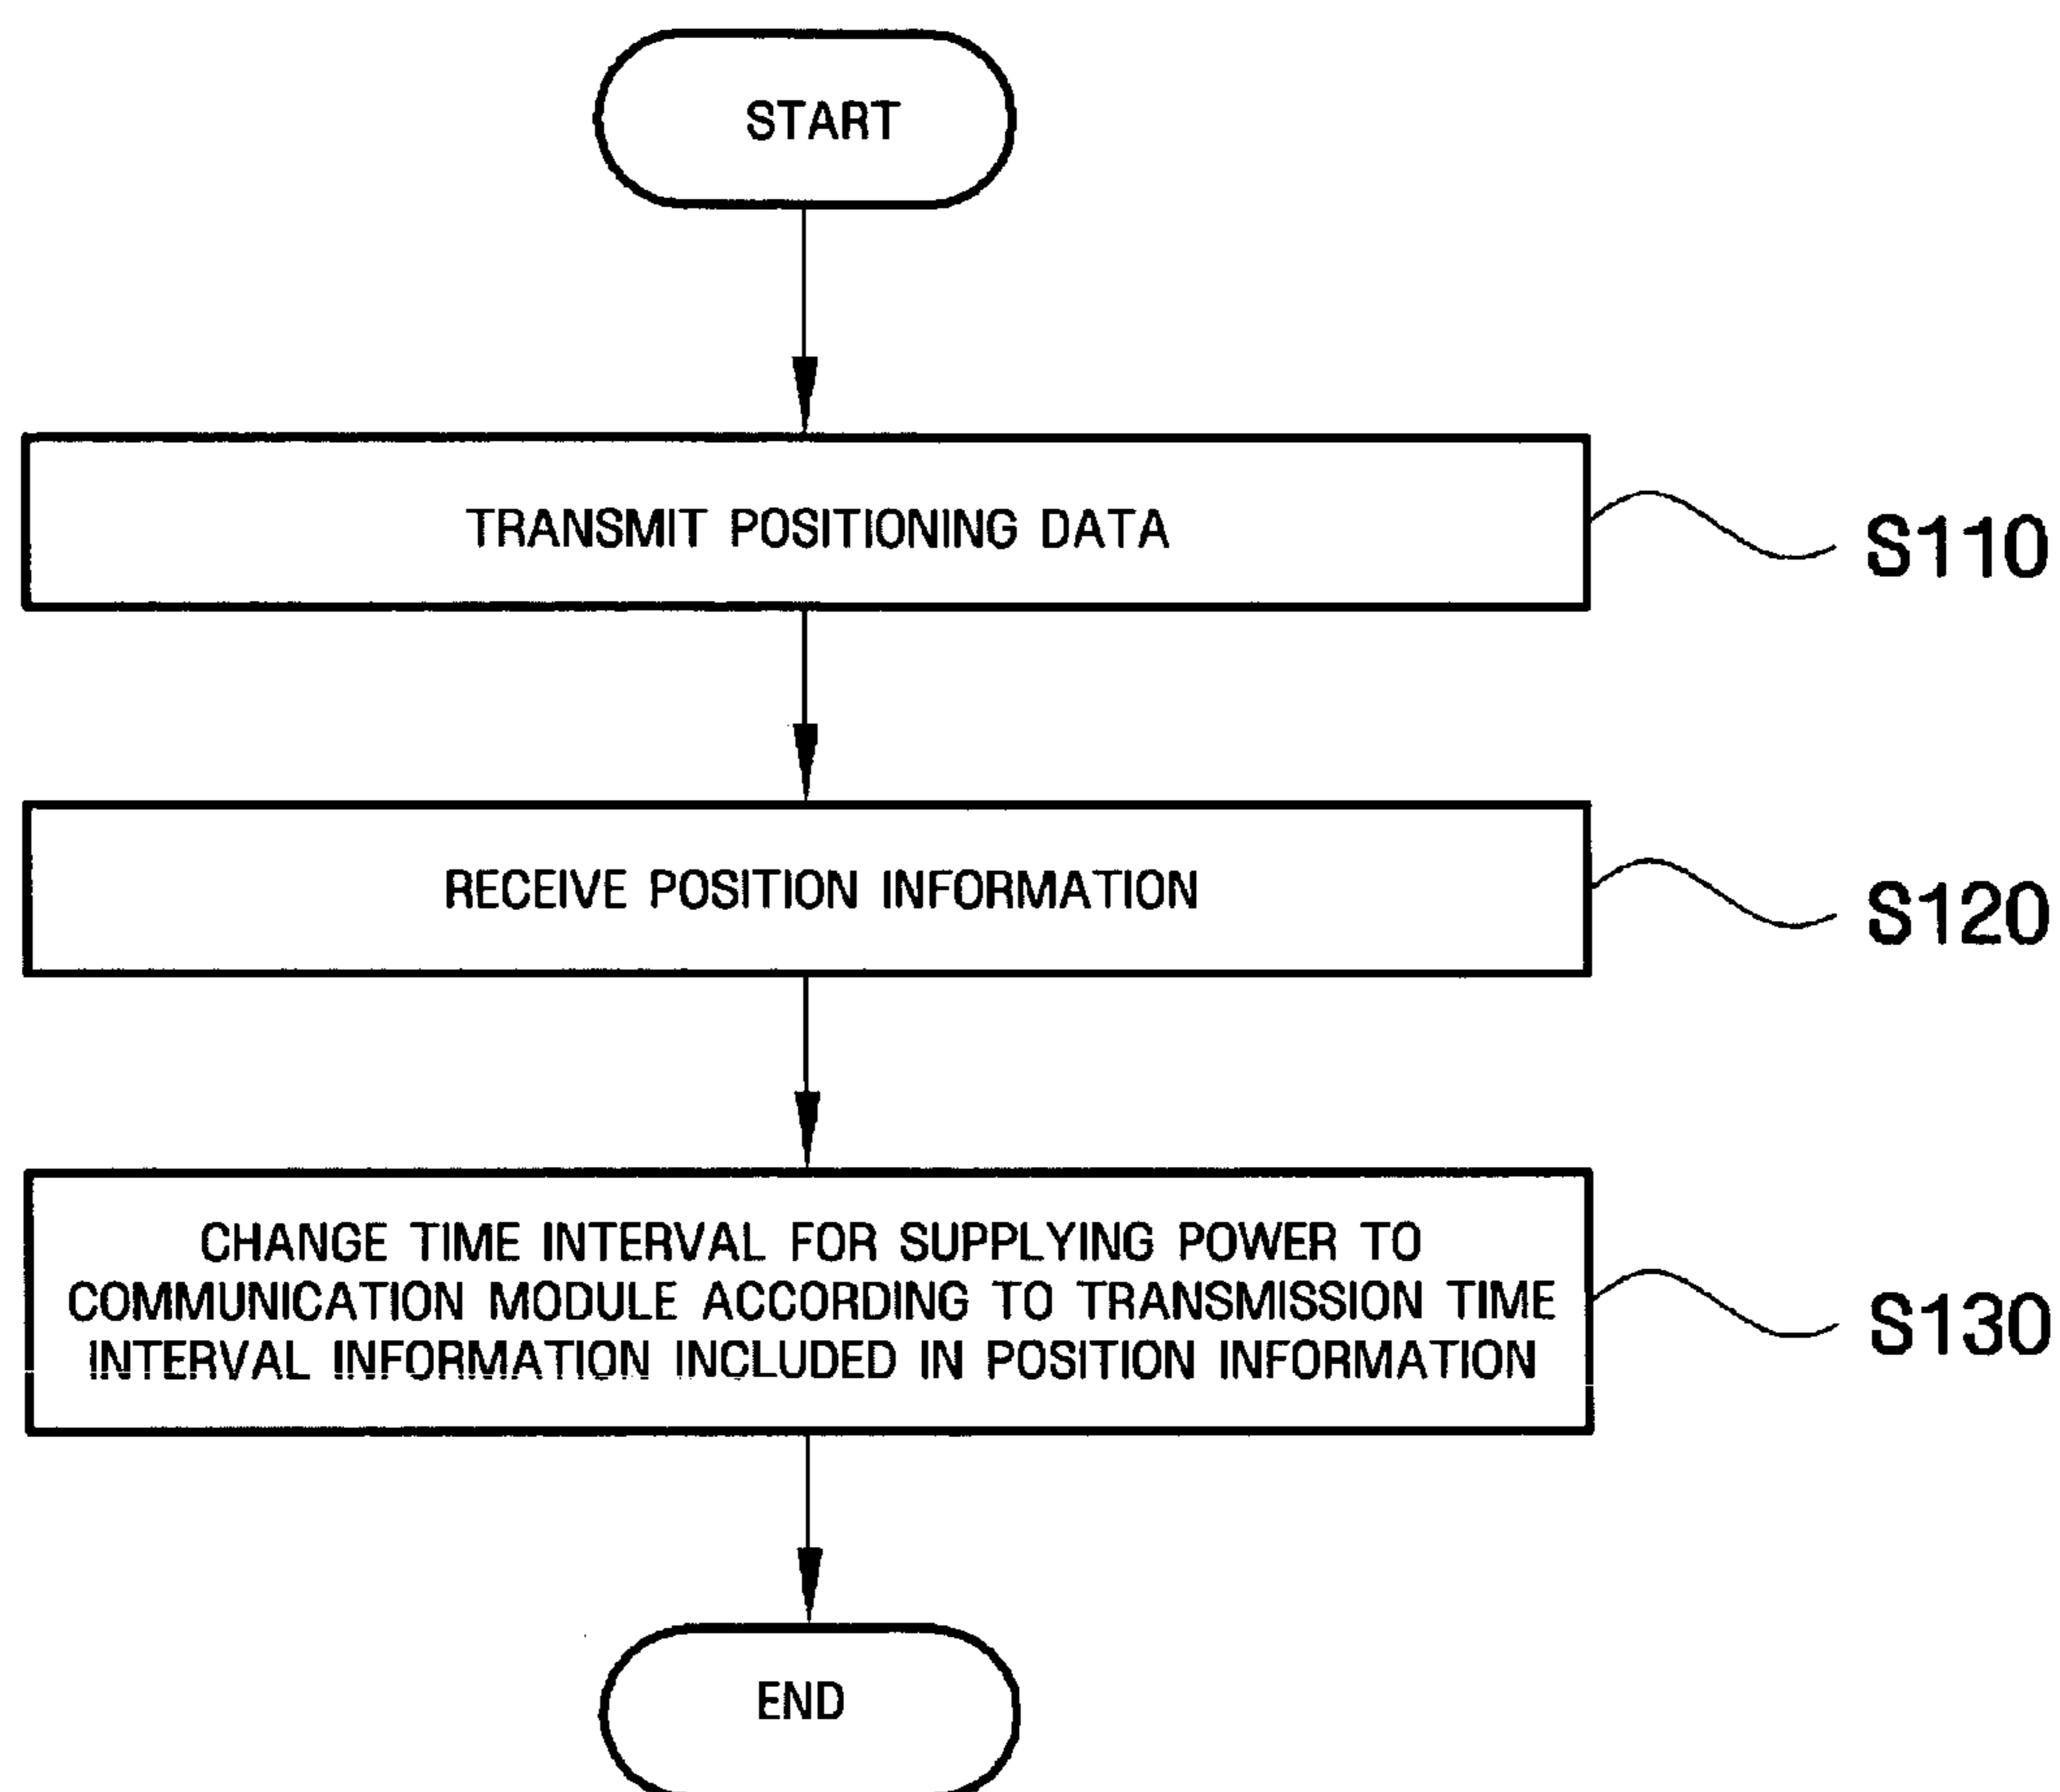 START
TRANSMIT POSITIONING DATA
S110
RECEIVE POSITION INFORMATION
S120
CHANGE TIME INTERVAL FOR SUPPLYING POWER TO
COMMUNICATION MODULE ACCORDING TO TRANSMISSION TIME
INTERVAL INFORMATION INCLUDED IN POSITION INFORMATION
S130
END